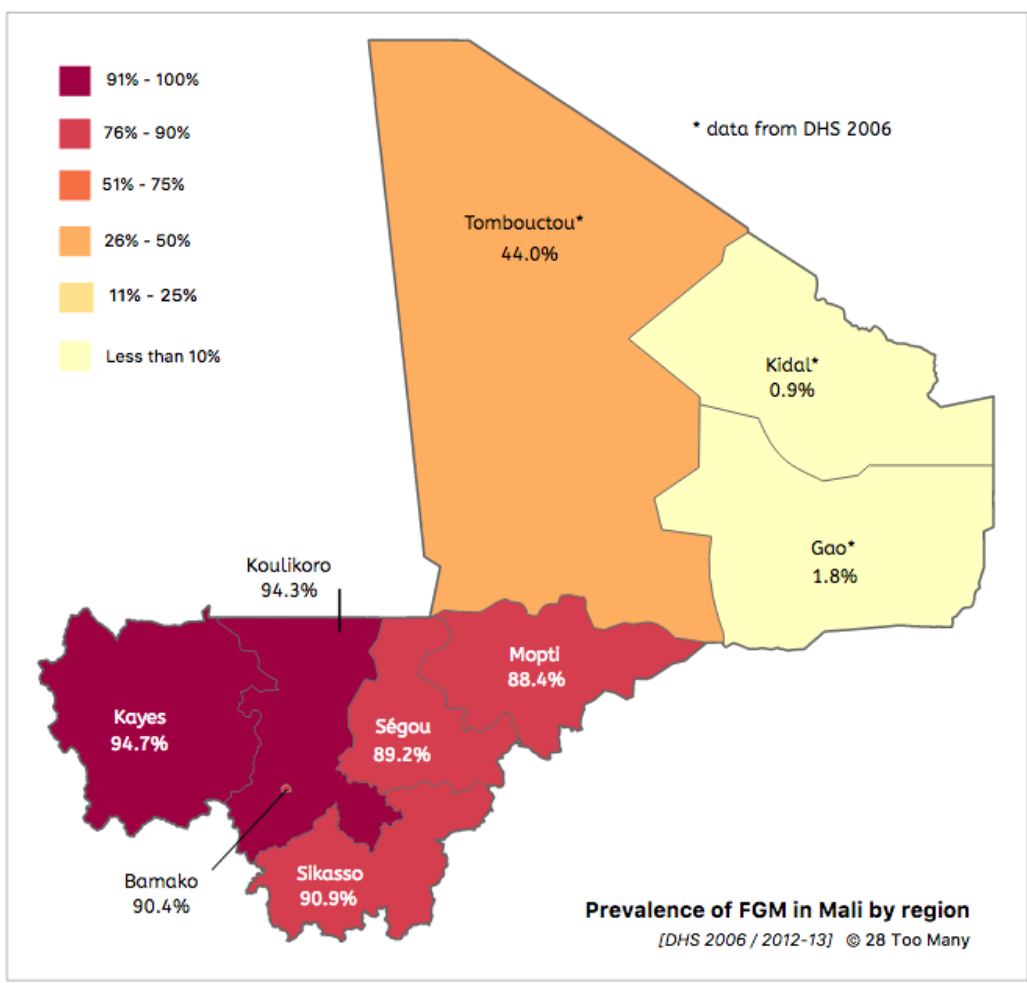 91% - 100%
76% - 90%
51% - 75%
26% - 50%
11% - 25%
Less than 10%
* data from DHS 2006
Tombouctou*
44.0%
Kidal*
0.9%
Gao*
1.8%
Koulikoro
94.3%
Mopti
88.4%
Kayes
94.7%
Ségou
89.2%
Bamako
90.4%
Sikasso
90.9%
Prevalence of FGM in Mali by region
[DHS 2006 / 2012-13] © 28 Too Many